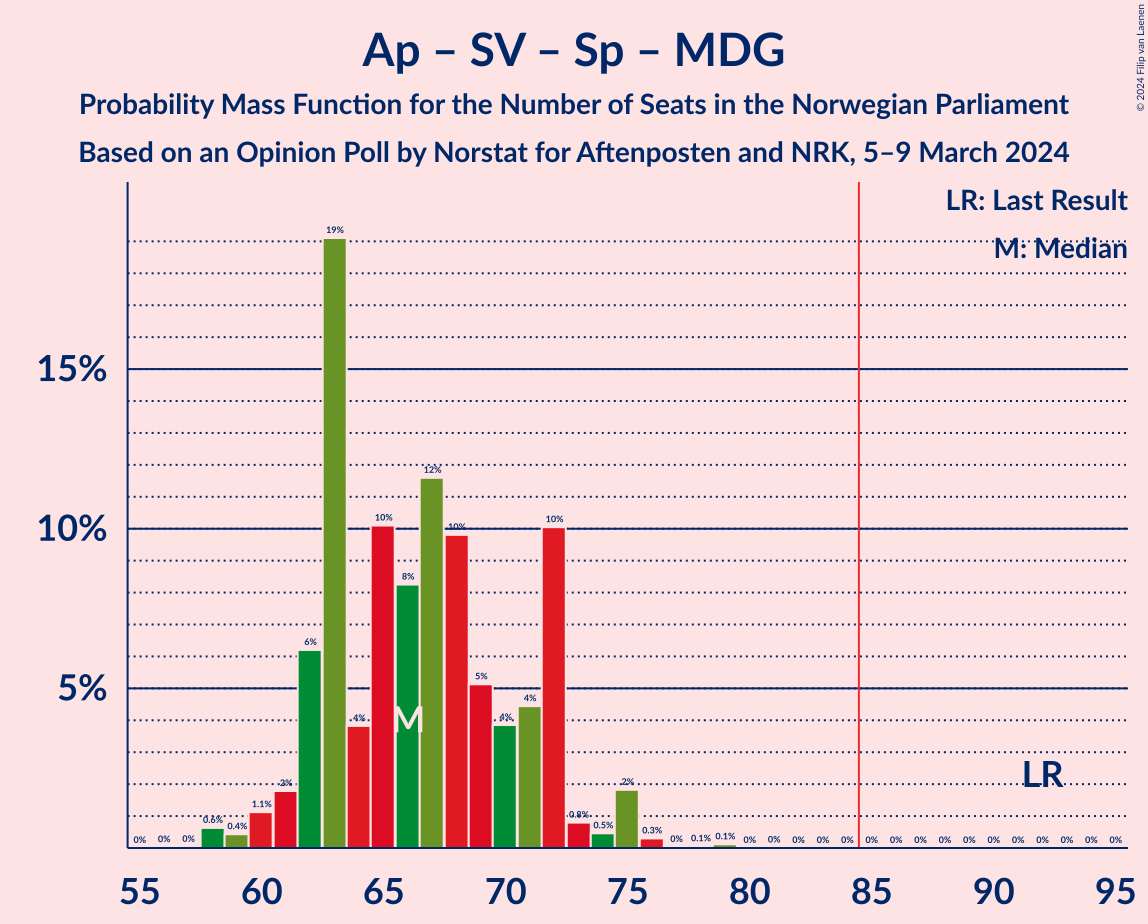 Ap – SV – Sp – MDG
Probability Mass Function for the Number of Seats in the Norwegian Parliament
Based on an Opinion Poll by Norstat for Aftenposten and NRK, 5–9 March 2024
© 2024 Filip van Laenen
LR: Last Result
M: Median
15%
10%
5%
0% 0% 0% 0.6% 0.4% 1.1% 2% 6% 19% 4% 10% 8% 12% 10% 5% 4% 4% 10% 0.8% 0.5% 2% 0.3% 0% 0.1% 0.1% 0% 0% 0% 0% 0% 0% 0% 0% 0% 0% 0% 0% 0% 0% 0% 0%
M
LR
55 60 65 70 75 80 85 90 95